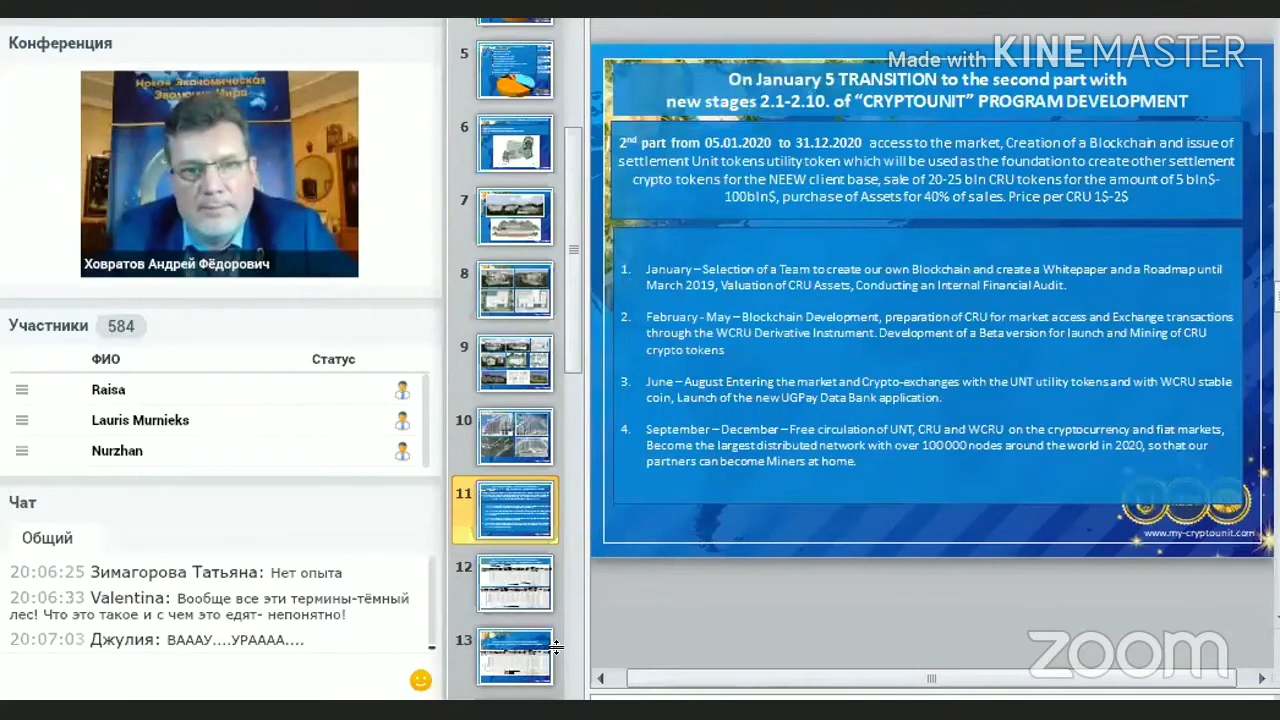 Конференция
Новая Экономическая
Эволюция Мира
Ховратов Андрей Фёдорович
Участники 584
ФИО Статус
Raisa
Lauris Murnieks
Nurzhan
Чат
Общий
20:06:25 Зимагорова Татьяна: Нет опыта
20:06:33 Valentina: Вообще все эти термины-тёмный
лес! Что это такое и с чем это едят- непонятно!
20:07:03 Джулия: ВАААУ....УРАААА....
5
6
7
8
9
10
11
12
13
Made with KINEMASTER
On January 5 TRANSITION to the second part with
new stages 2.1-2.10. of “CRYPTOUNIT” PROGRAM DEVELOPMENT
2nd part from 05.01.2020 to 31.12.2020 access to the market, Creation of a Blockchain and issue of
settlement Unit tokens utility token which will be used as the foundation to create other settlement
crypto tokens for the NEEW client base, sale of 20-25 bln CRU tokens for the amount of 5 bln$-
100bln$, purchase of Assets for 40% of sales. Price per CRU 1$-2$
1. January – Selection of a Team to create our own Blockchain and create a Whitepaper and a Roadmap until
March 2019, Valuation of CRU Assets, Conducting an Internal Financial Audit.
2. February - May – Blockchain Development, preparation of CRU for market access and Exchange transactions
through the WCRU Derivative Instrument. Development of a Beta version for launch and Mining of CRU
crypto tokens
3. June – August Entering the market and Crypto-exchanges with the UNT utility tokens and with WCRU stable
coin, Launch of the new UGPay Data Bank application.
4. September – December – Free circulation of UNT, CRU and WCRU on the cryptocurrency and fiat markets,
Become the largest distributed network with over 100 000 nodes around the world in 2020, so that our
partners can become Miners at home.
www.my-cryptounit.com
zoom